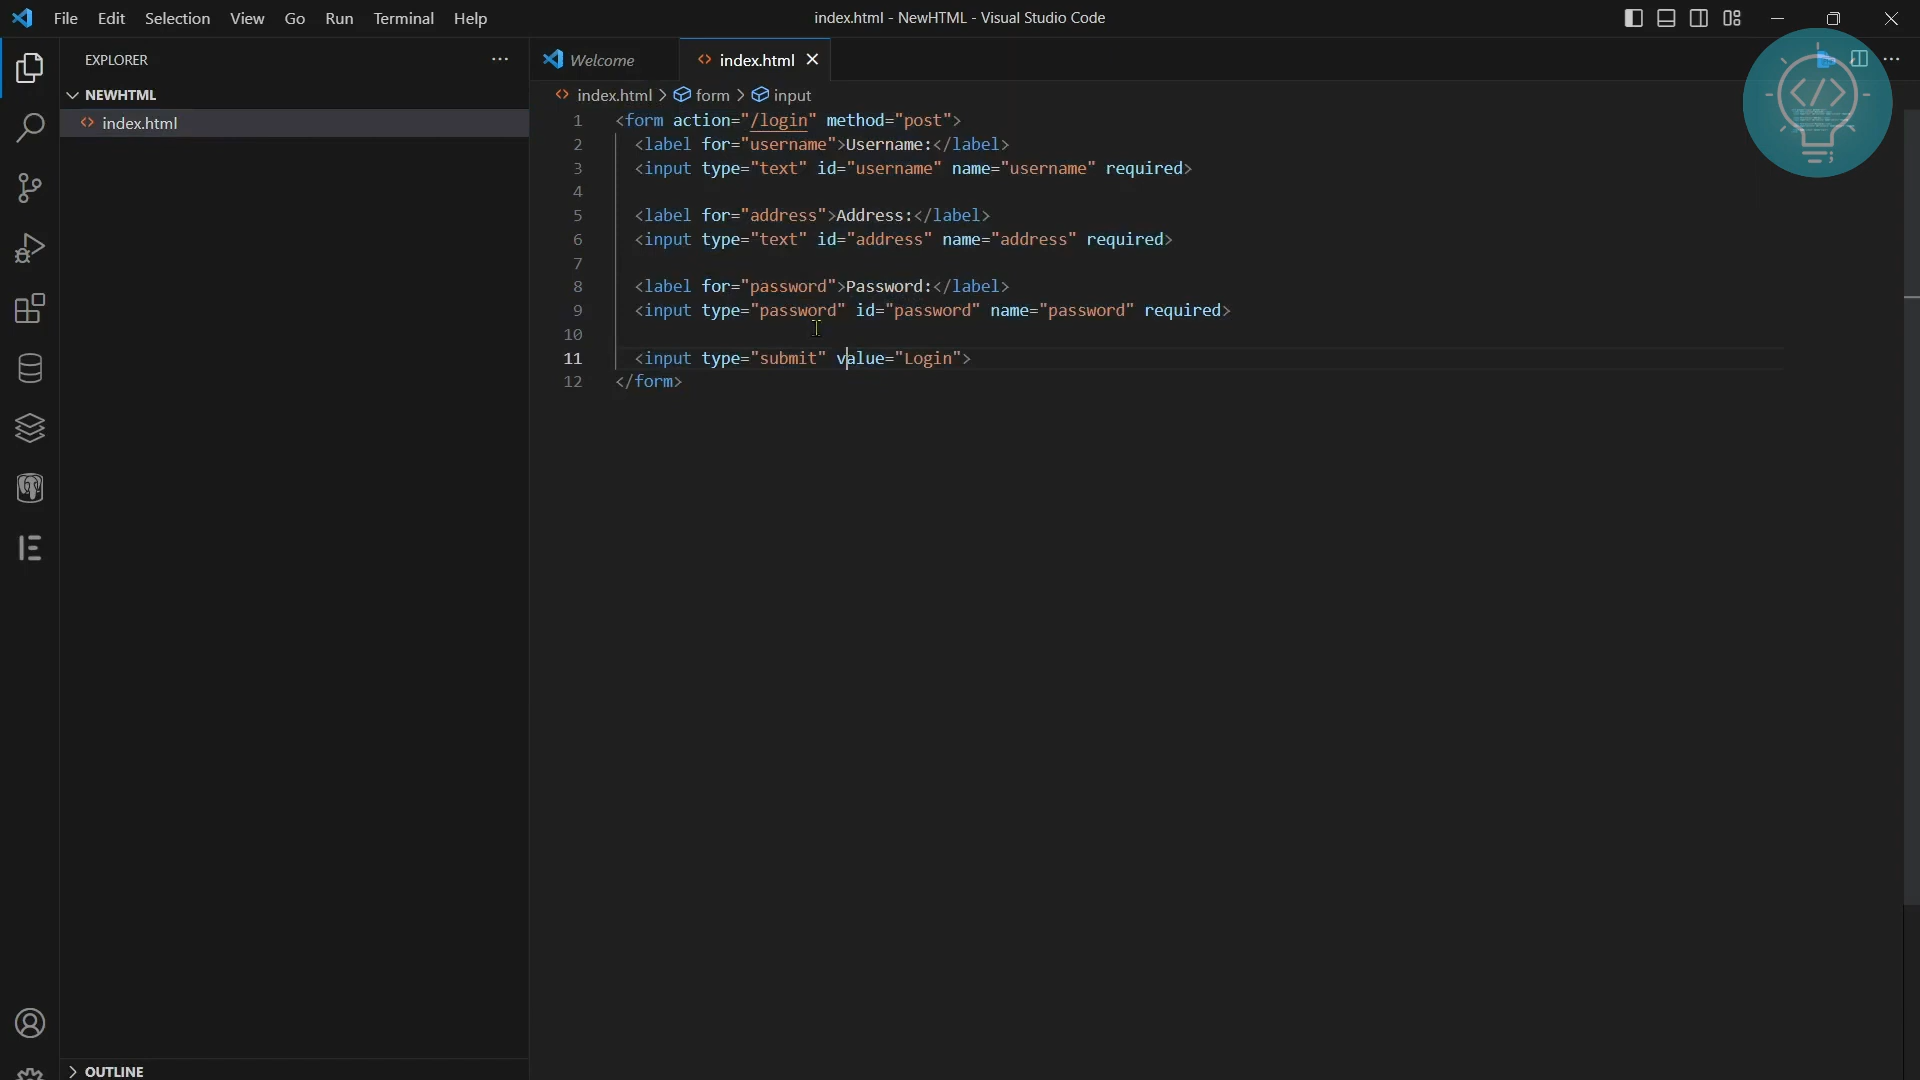 File Edit Selection View Go Run Terminal Help
index.html - NewHTML - Visual Studio Code
EXPLORER
NEWHTML
index.html
Welcome
index.html
index.html > form > input
1 <form action="/login" method="post">
2 <label for="username">Username:</label>
3 <input type="text" id="username" name="username" required>
4
5 <label for="address">Address:</label>
6 <input type="text" id="address" name="address" required>
7
8 <label for="password">Password:</label>
9 <input type="password" id="password" name="password" required>
10
11 <input type="submit" value="Login">
12 </form>
OUTLINE